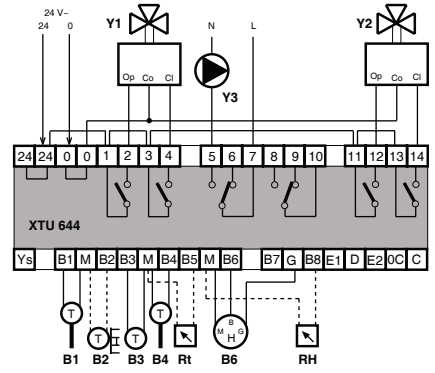 24 V~
24 0
Y1
N L
Y2
Op Co Cl
Y3
Op Co Cl
24 24 0 0 1 2 3 4 5 6 7 8 9 10 11 12 13 14
XTU 644
Ys B1 M B2 B3 M B4 B5 M B6 B7 G B8 E1 D E2 0C C
T T T T M B G H
B1 B2 B3 B4 Rt B6 RH